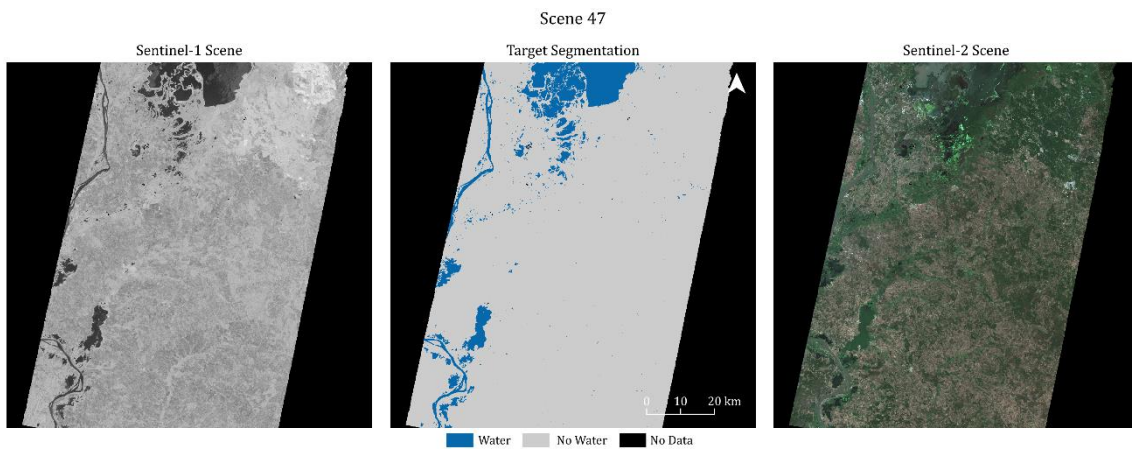 Scene 47
Sentinel-1 Scene
Target Segmentation
Sentinel-2 Scene
0 10 20 km
Water No Water No Data